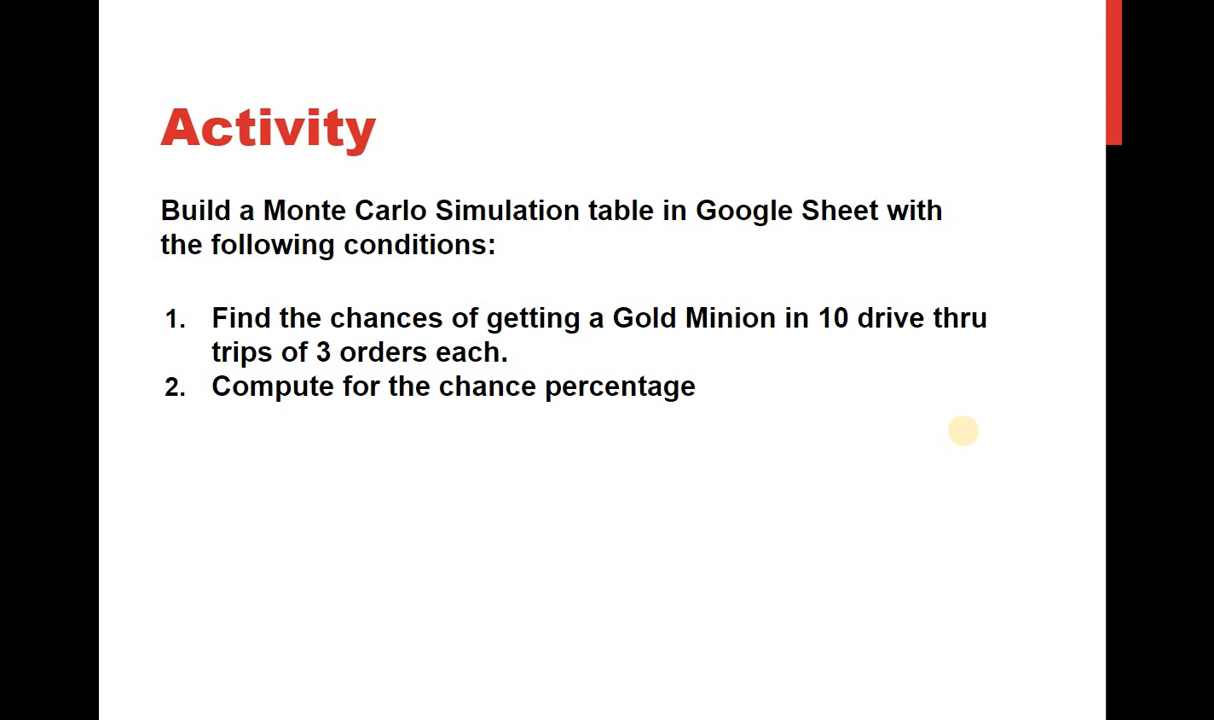 Activity
Build a Monte Carlo Simulation table in Google Sheet with
the following conditions:
1. Find the chances of getting a Gold Minion in 10 drive thru
trips of 3 orders each.
2. Compute for the chance percentage